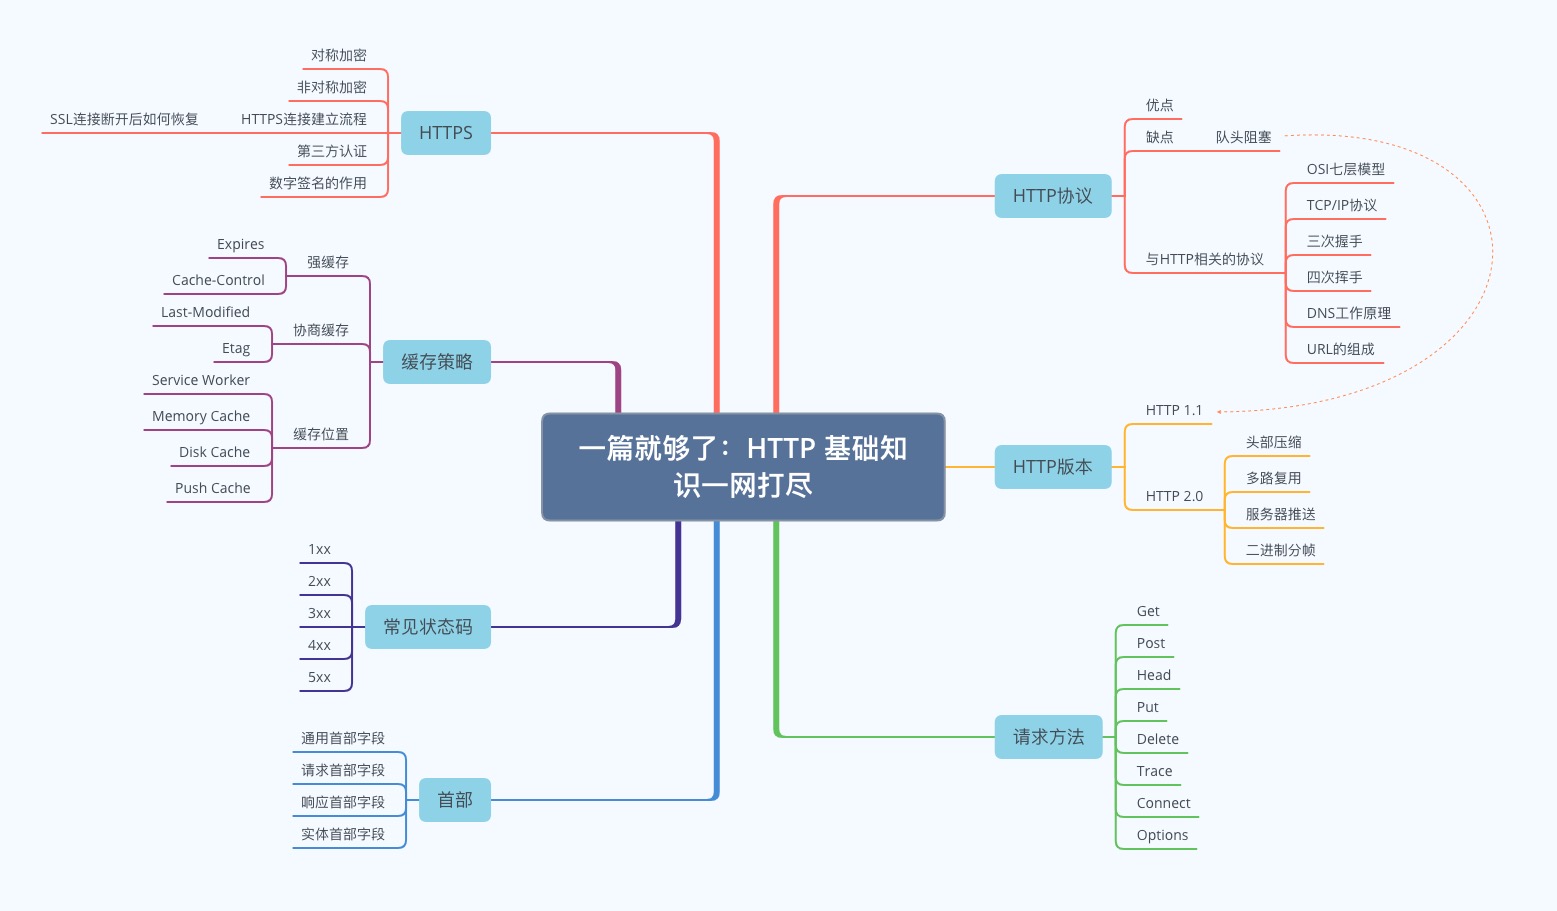 一篇就够了：HTTP 基础知
识一网打尽
HTTP协议
优点
缺点
队头阻塞
与HTTP相关的协议
OSI七层模型
TCP/IP协议
三次握手
四次挥手
DNS工作原理
URL的组成
HTTP版本
HTTP 1.1
HTTP 2.0
头部压缩
多路复用
服务器推送
二进制分帧
请求方法
Get
Post
Head
Put
Delete
Trace
Connect
Options
HTTPS
对称加密
非对称加密
HTTPS连接建立流程
SSL连接断开后如何恢复
第三方认证
数字签名的作用
缓存策略
强缓存
Expires
Cache-Control
协商缓存
Last-Modified
Etag
缓存位置
Service Worker
Memory Cache
Disk Cache
Push Cache
常见状态码
1xx
2xx
3xx
4xx
5xx
首部
通用首部字段
请求首部字段
响应首部字段
实体首部字段